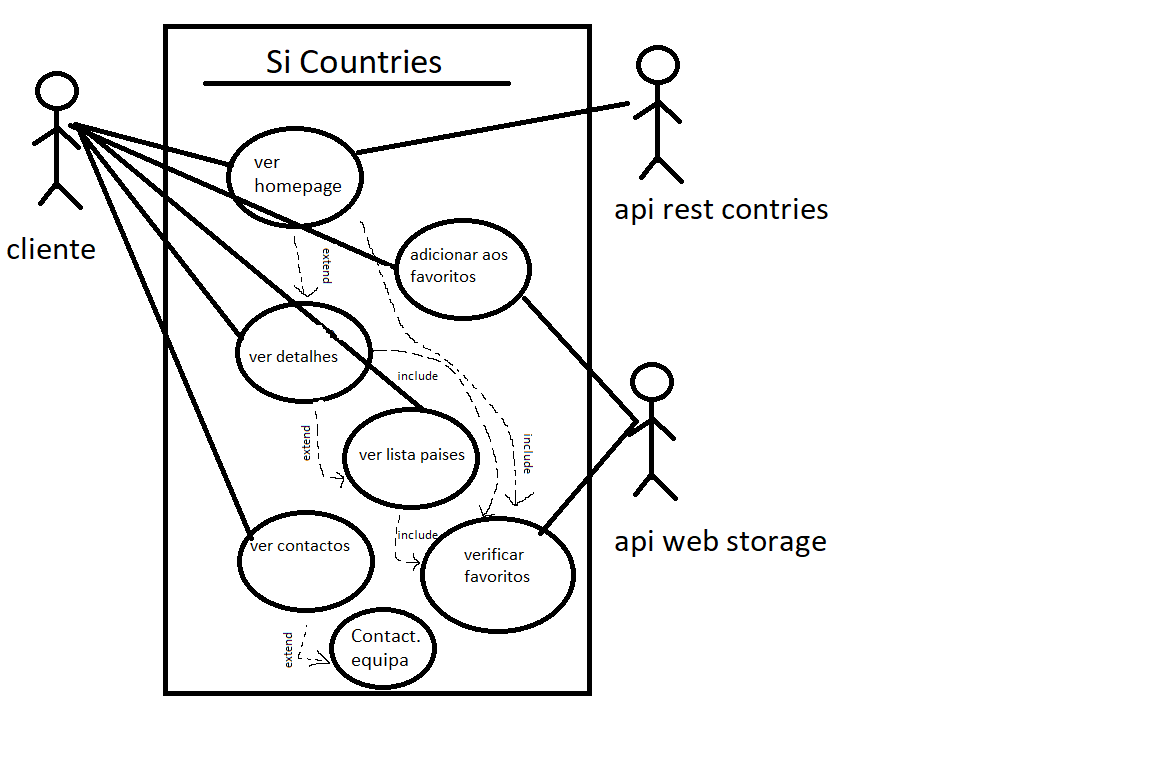 Si Countries
cliente
ver
homepage
api rest contries
adicionar aos
favoritos
extend
ver detalhes
include
extend
ver lista paises
include
api web storage
include
ver contactos
verificar
favoritos
extend
Contact.
equipa